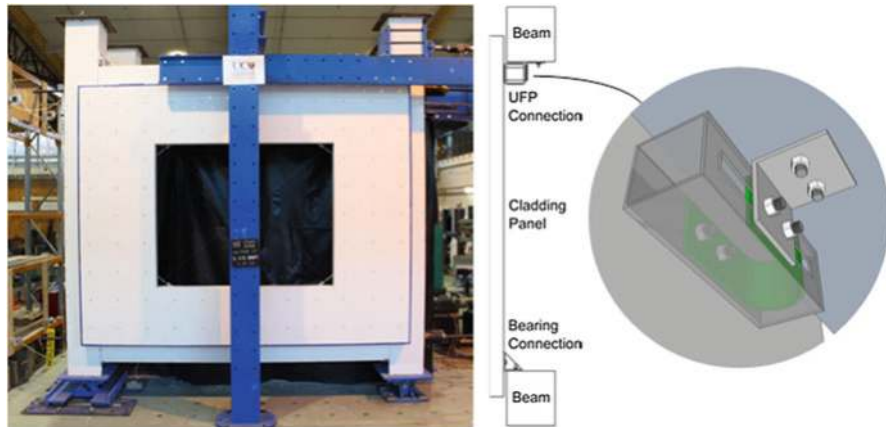 Beam
UFP
Connection
Cladding
Panel
Bearing
Connection
Beam